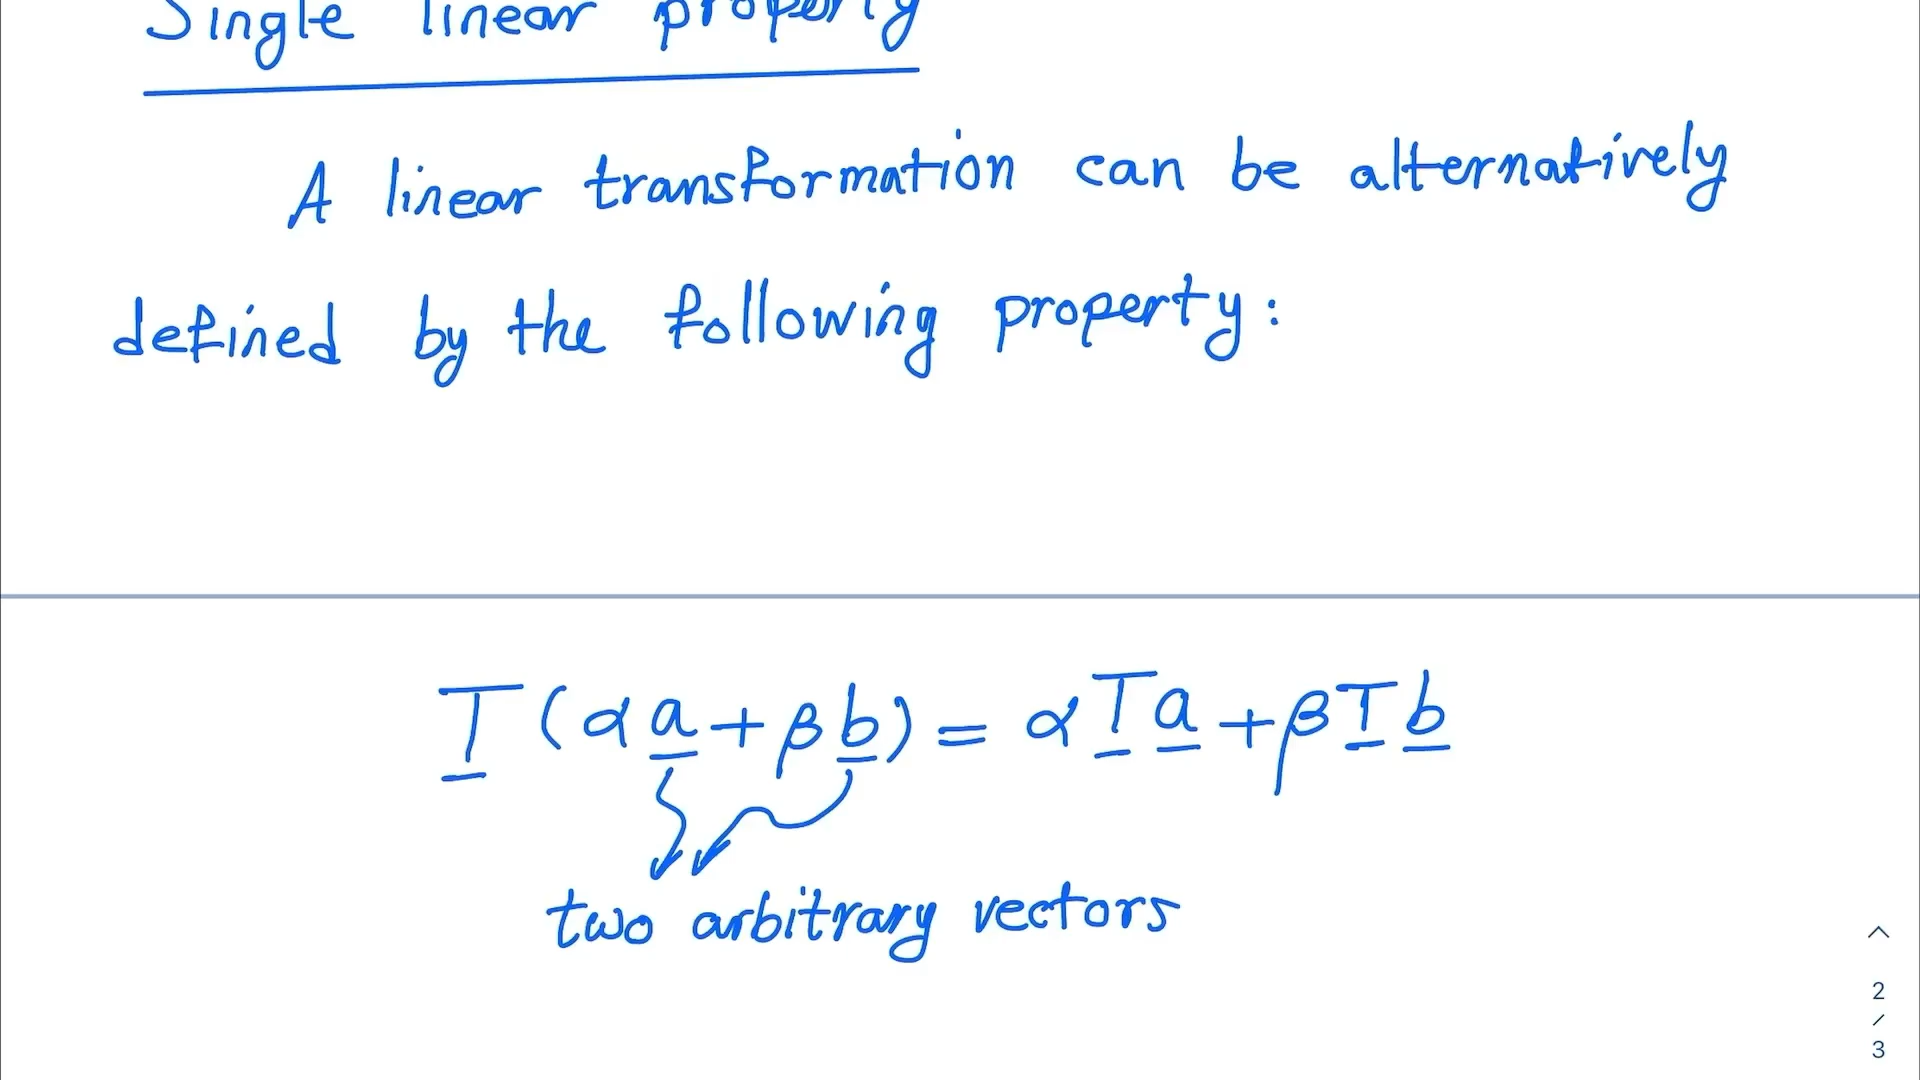 Single linear property
A linear transformation can be alternatively
defined by the following property:
T(αa+βb)=αTa+βTb
two arbitrary vectors
^
2
/
3